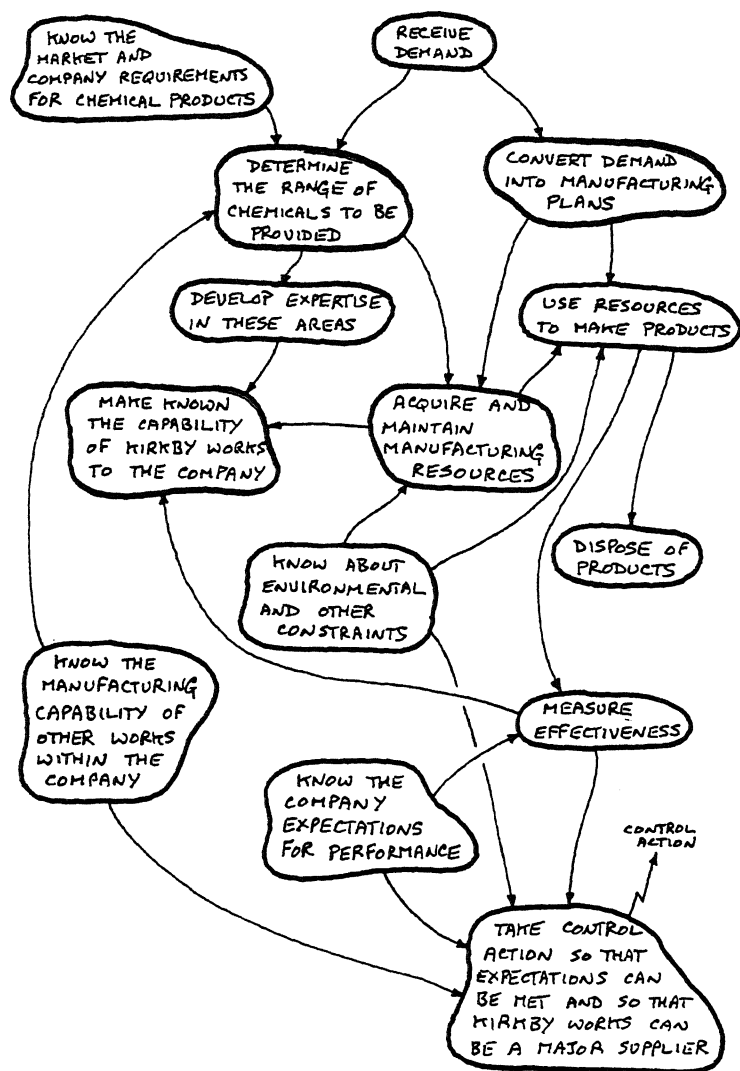 KNOW THE
MARKET AND
COMPANY REQUIREMENTS
FOR CHEMICAL PRODUCTS
RECEIVE
DEMAND
DETERMINE
THE RANGE OF
CHEMICALS TO BE
PROVIDED
CONVERT DEMAND
INTO MANUFACTURING
PLANS
DEVELOP EXPERTISE
IN THESE AREAS
USE RESOURCES
TO MAKE PRODUCTS
MAKE KNOWN
THE CAPABILITY
OF KIRKBY WORKS
TO THE COMPANY
ACQUIRE AND
MAINTAIN
MANUFACTURING
RESOURCES
KNOW ABOUT
ENVIRONMENTAL
AND OTHER
CONSTRAINTS
DISPOSE OF
PRODUCTS
KNOW THE
MANUFACTURING
CAPABILITY OF
OTHER WORKS
WITHIN THE
COMPANY
MEASURE
EFFECTIVENESS
KNOW THE
COMPANY
EXPECTATIONS
FOR PERFORMANCE
CONTROL
ACTION
TAKE CONTROL
ACTION SO THAT
EXPECTATIONS CAN
BE MET AND SO THAT
KIRKBY WORKS CAN
BE A MAJOR SUPPLIER